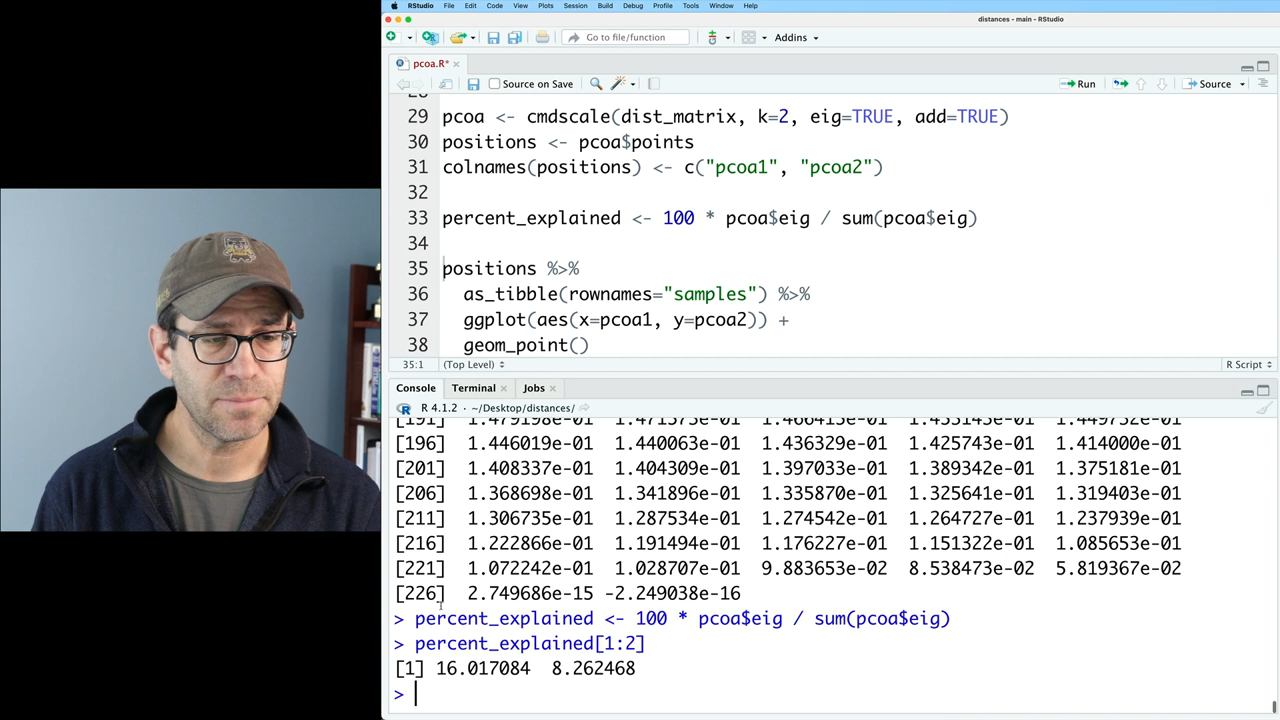 RStudio File Edit Code View Plots Session Build Debug Profile Tools Window Help
distances - main - RStudio
Go to file/function Addins
pcoa.R*
Source on Save Run Source
29 pcoa <- cmdscale(dist_matrix, k=2, eig=TRUE, add=TRUE)
30 positions <- pcoa$points
31 colnames(positions) <- c("pcoa1", "pcoa2")
32
33 percent_explained <- 100 * pcoa$eig / sum(pcoa$eig)
34
35 positions %>%
36 as_tibble(rownames="samples") %>%
37 ggplot(aes(x=pcoa1, y=pcoa2)) +
38 geom_point()
35:1 (Top Level) R Script
Console Terminal Jobs
R 4.1.2 · ~/Desktop/distances/
[196] 1.446019e-01 1.440063e-01 1.436329e-01 1.425743e-01 1.414000e-01
[201] 1.408337e-01 1.404309e-01 1.397033e-01 1.389342e-01 1.375181e-01
[206] 1.368698e-01 1.341896e-01 1.335870e-01 1.325641e-01 1.319403e-01
[211] 1.306735e-01 1.287534e-01 1.274542e-01 1.264727e-01 1.237939e-01
[216] 1.222866e-01 1.191494e-01 1.176227e-01 1.151322e-01 1.085653e-01
[221] 1.072242e-01 1.028707e-01 9.883653e-02 8.538473e-02 5.819367e-02
[226] 2.749686e-15 -2.249038e-16
> percent_explained <- 100 * pcoa$eig / sum(pcoa$eig)
> percent_explained[1:2]
[1] 16.017084 8.262468
>